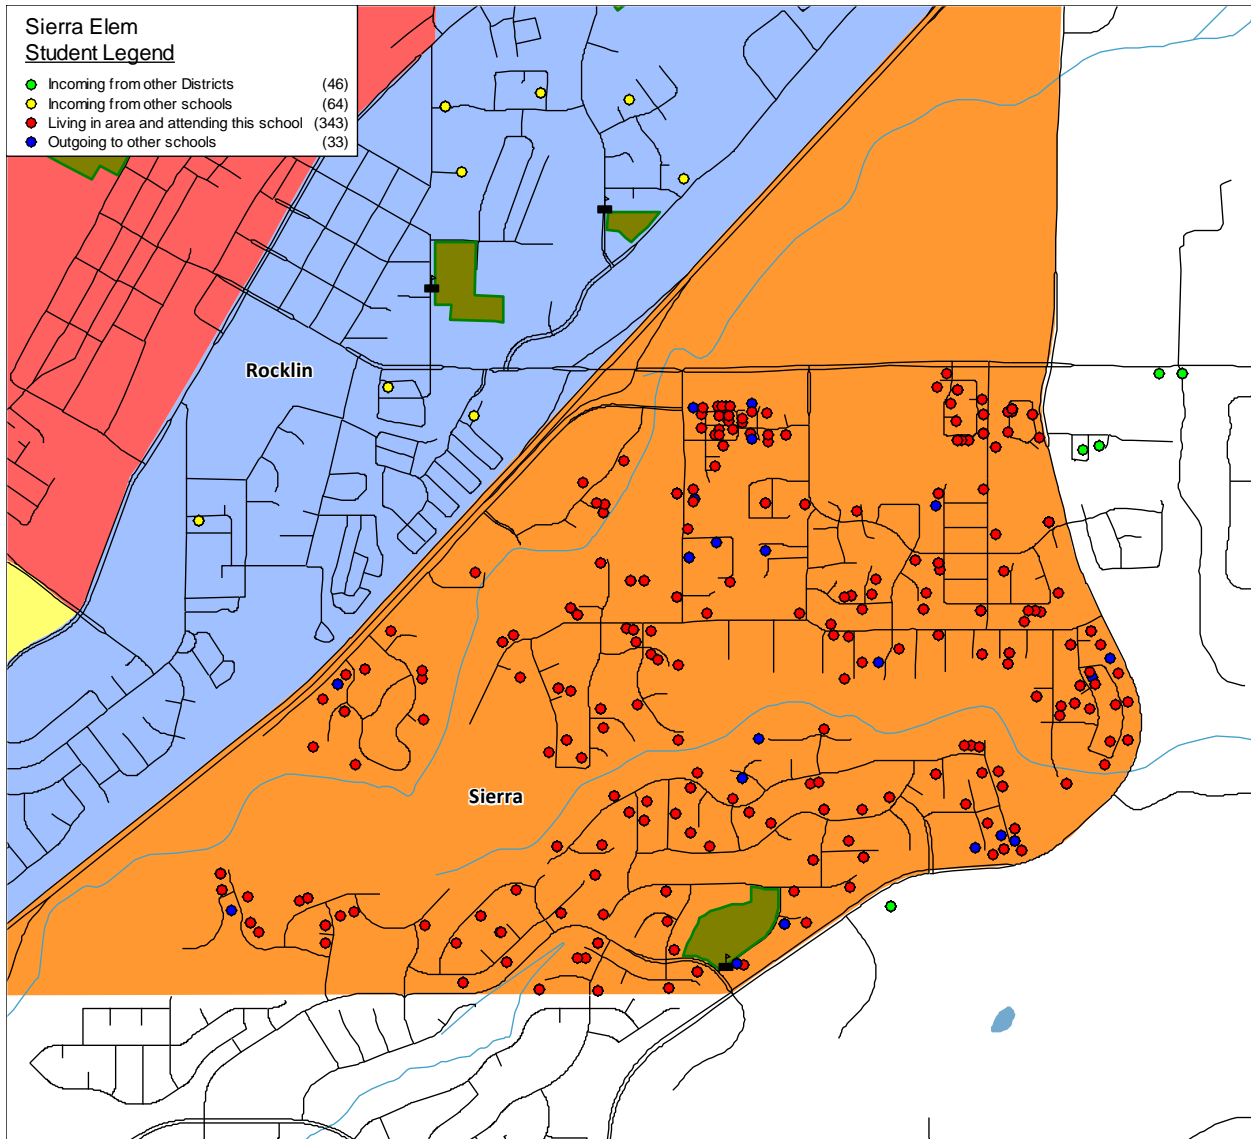 Sierra Elem
Student Legend
Incoming from other Districts (46)
Incoming from other schools (64)
Living in area and attending this school (343)
Outgoing to other schools (33)
Rocklin
Sierra